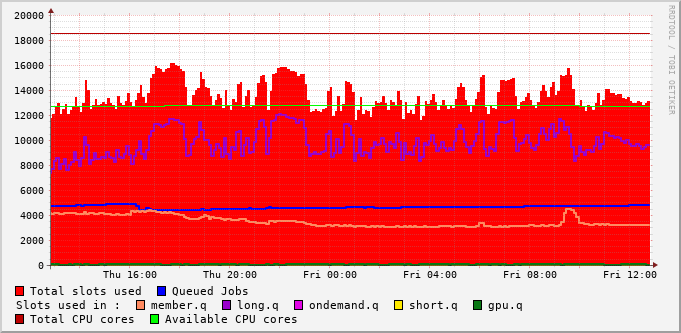 20000
18000
16000
14000
12000
10000
8000
6000
4000
2000
0
Thu 16:00 Thu 20:00 Fri 00:00 Fri 04:00 Fri 08:00 Fri 12:00
Total slots used Queued Jobs
Slots used in : member.q long.q ondemand.q short.q gpu.q
Total CPU cores Available CPU cores
RRDTOOL / TOBI OETIKER